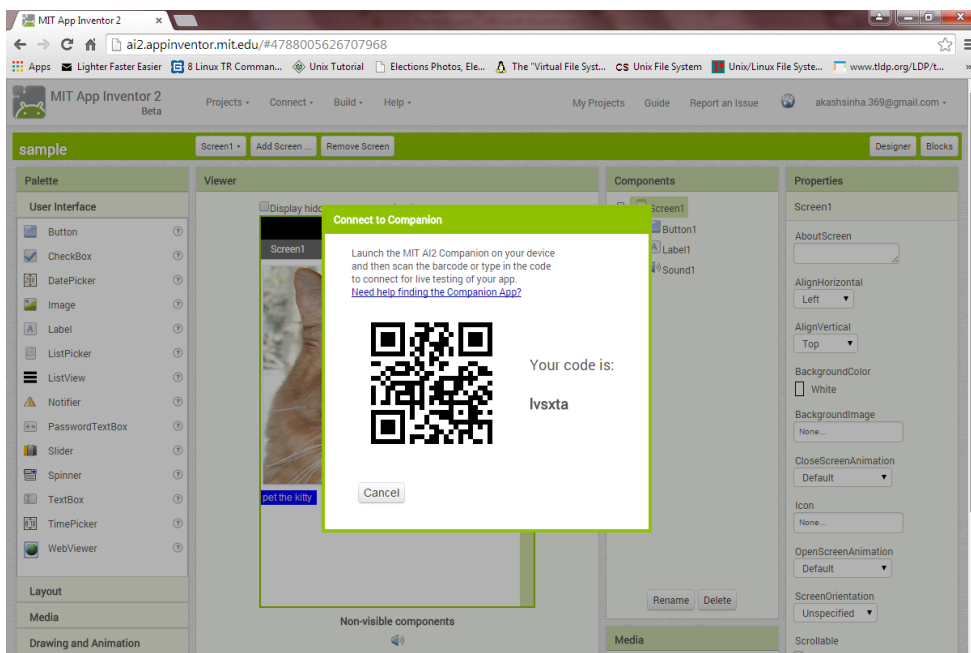 MIT App Inventor 2
ai2.appinventor.mit.edu/#4788005626707968
Apps Lighter Faster Easier 8 Linux TR Comman... Unix Tutorial Elections Photos, Ele... The "Virtual File Syst... CS Unix File System Unix/Linux File Syste... www.tldp.org/LDP/t...
MIT App Inventor 2
Beta
Projects Connect Build Help My Projects Guide Report an Issue akashsinha.369@gmail.com
sample Screen1 Add Screen ... Remove Screen Designer Blocks
Palette
User Interface
Button
CheckBox
DatePicker
Image
Label
ListPicker
ListView
Notifier
PasswordTextBox
Slider
Spinner
TextBox
TimePicker
WebViewer
Layout
Media
Drawing and Animation
Viewer
Display hid
Screen1
pet the kitty
Non-visible components
Connect to Companion
Launch the MIT AI2 Companion on your device
and then scan the barcode or type in the code
to connect for live testing of your app.
Need help finding the Companion App?
Your code is:
lvsxta
Cancel
Components
Screen1
Button1
Label1
Sound1
Rename Delete
Media
Properties
Screen1
AboutScreen
AlignHorizontal
Left
AlignVertical
Top
BackgroundColor
White
BackgroundImage
None...
CloseScreenAnimation
Default
Icon
None...
OpenScreenAnimation
Default
ScreenOrientation
Unspecified
Scrollable